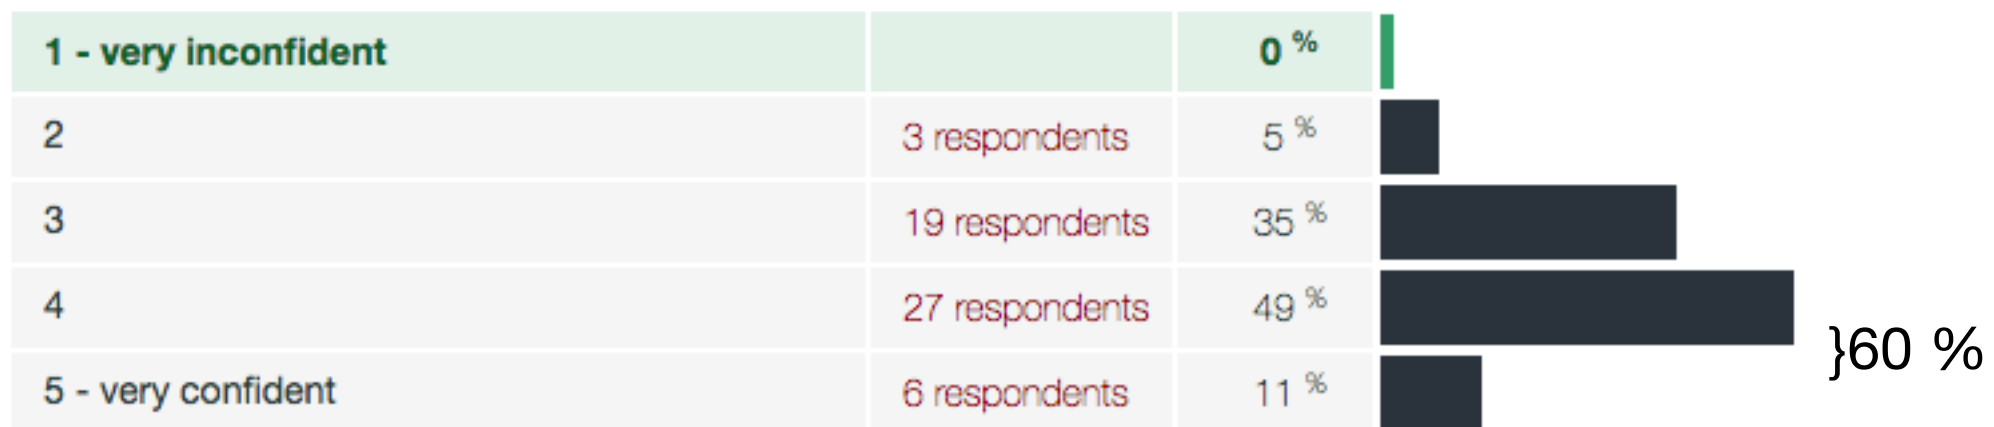 1 - very inconfident 0 %
2 3 respondents 5 %
3 19 respondents 35 %
4 27 respondents 49 %
}60 %
5 - very confident 6 respondents 11 %